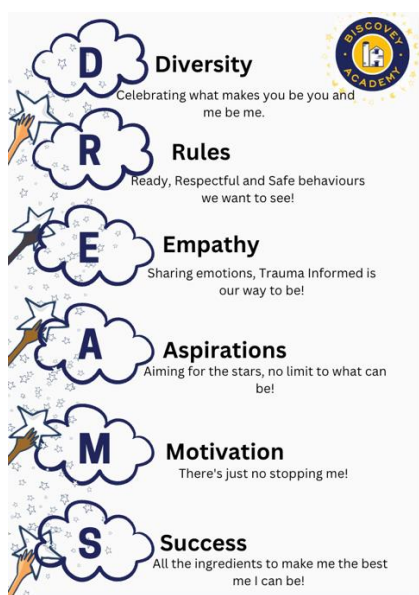 BISCOVEY
ACADEMY
D
Diversity
Celebrating what makes you be you and
me be me.
R
Rules
Ready, Respectful and Safe behaviours
we want to see!
E
Empathy
Sharing emotions, Trauma Informed is
our way to be!
A
Aspirations
Aiming for the stars, no limit to what can
be!
M
Motivation
There's just no stopping me!
S
Success
All the ingredients to make me the best
me I can be!